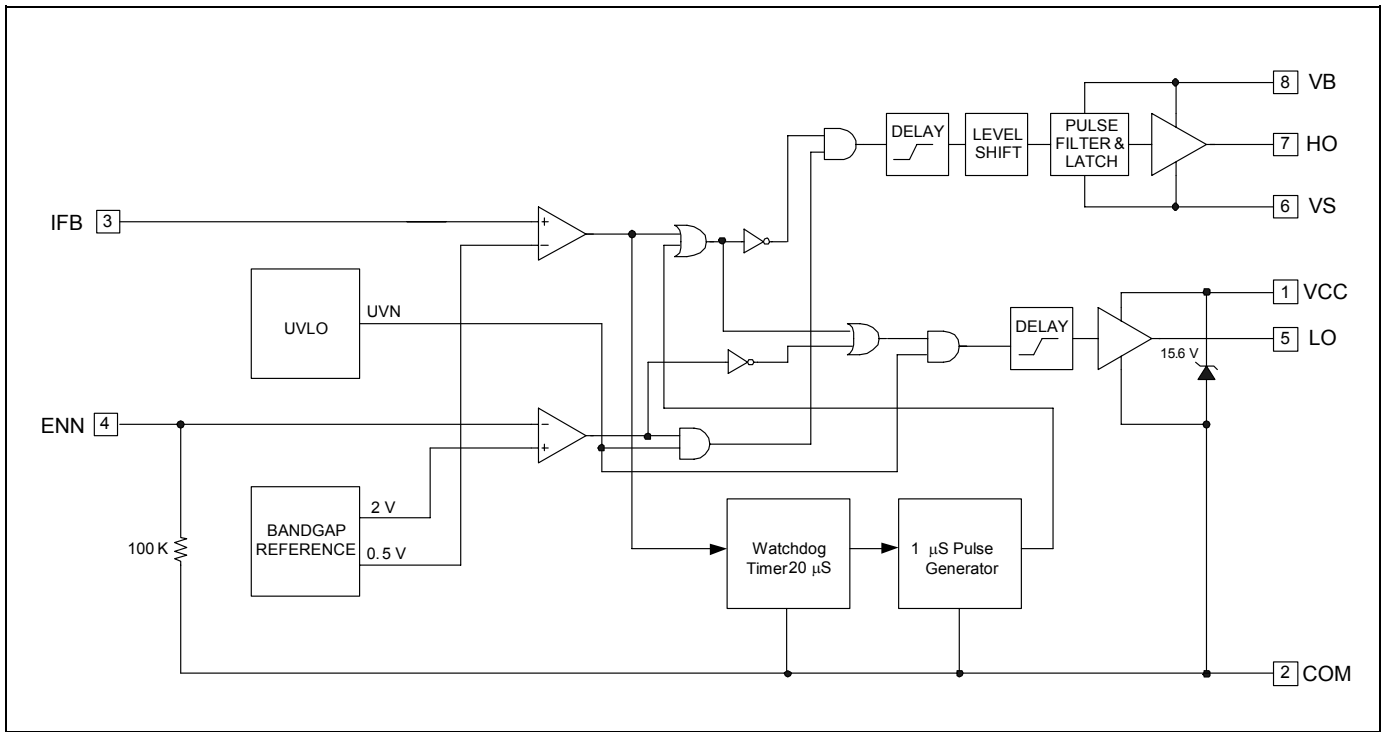 8 VB
DELAY
LEVEL
SHIFT
PULSE
FILTER &
LATCH
7 HO
IFB 3
+
−
6 VS
UVLO
UVN
1 VCC
DELAY
5 LO
15.6 V
ENN 4
−
+
BANDGAP
REFERENCE
2 V
0.5 V
100 K
Watchdog
Timer20 µS
1 µS Pulse
Generator
2 COM